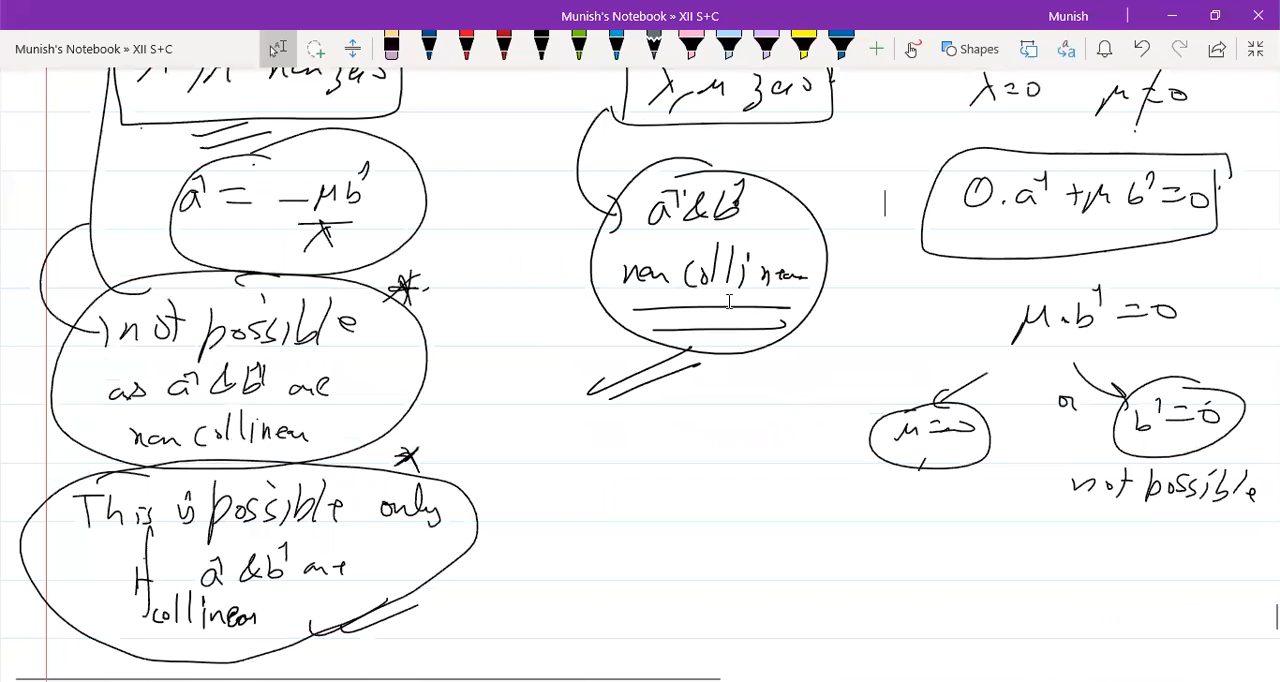 Munish's Notebook » XII S+C
Munish
Munish's Notebook » XII S+C
Shapes
λ, μ non zero
a⃗ = -μb⃗ / λ
not possible
as a⃗ & b⃗ are
non collinear
This is possible only
if a⃗ & b⃗ are
collinear
λ, μ zero
a⃗ & b⃗
non collinear
λ=0 μ≠0
0.a⃗ + μ b⃗ = 0
μ.b⃗ = 0
μ=0 or b⃗ = 0
not possible